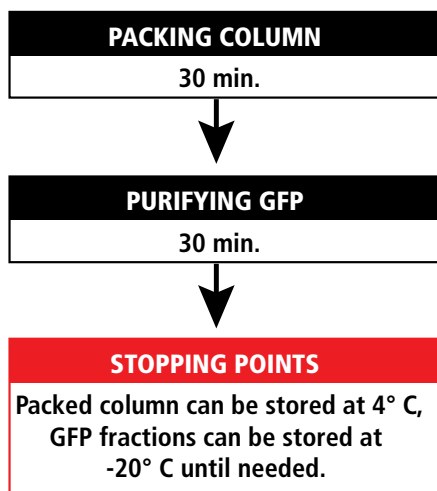 PACKING COLUMN
30 min.
PURIFYING GFP
30 min.
STOPPING POINTS
Packed column can be stored at 4° C,
GFP fractions can be stored at
-20° C until needed.